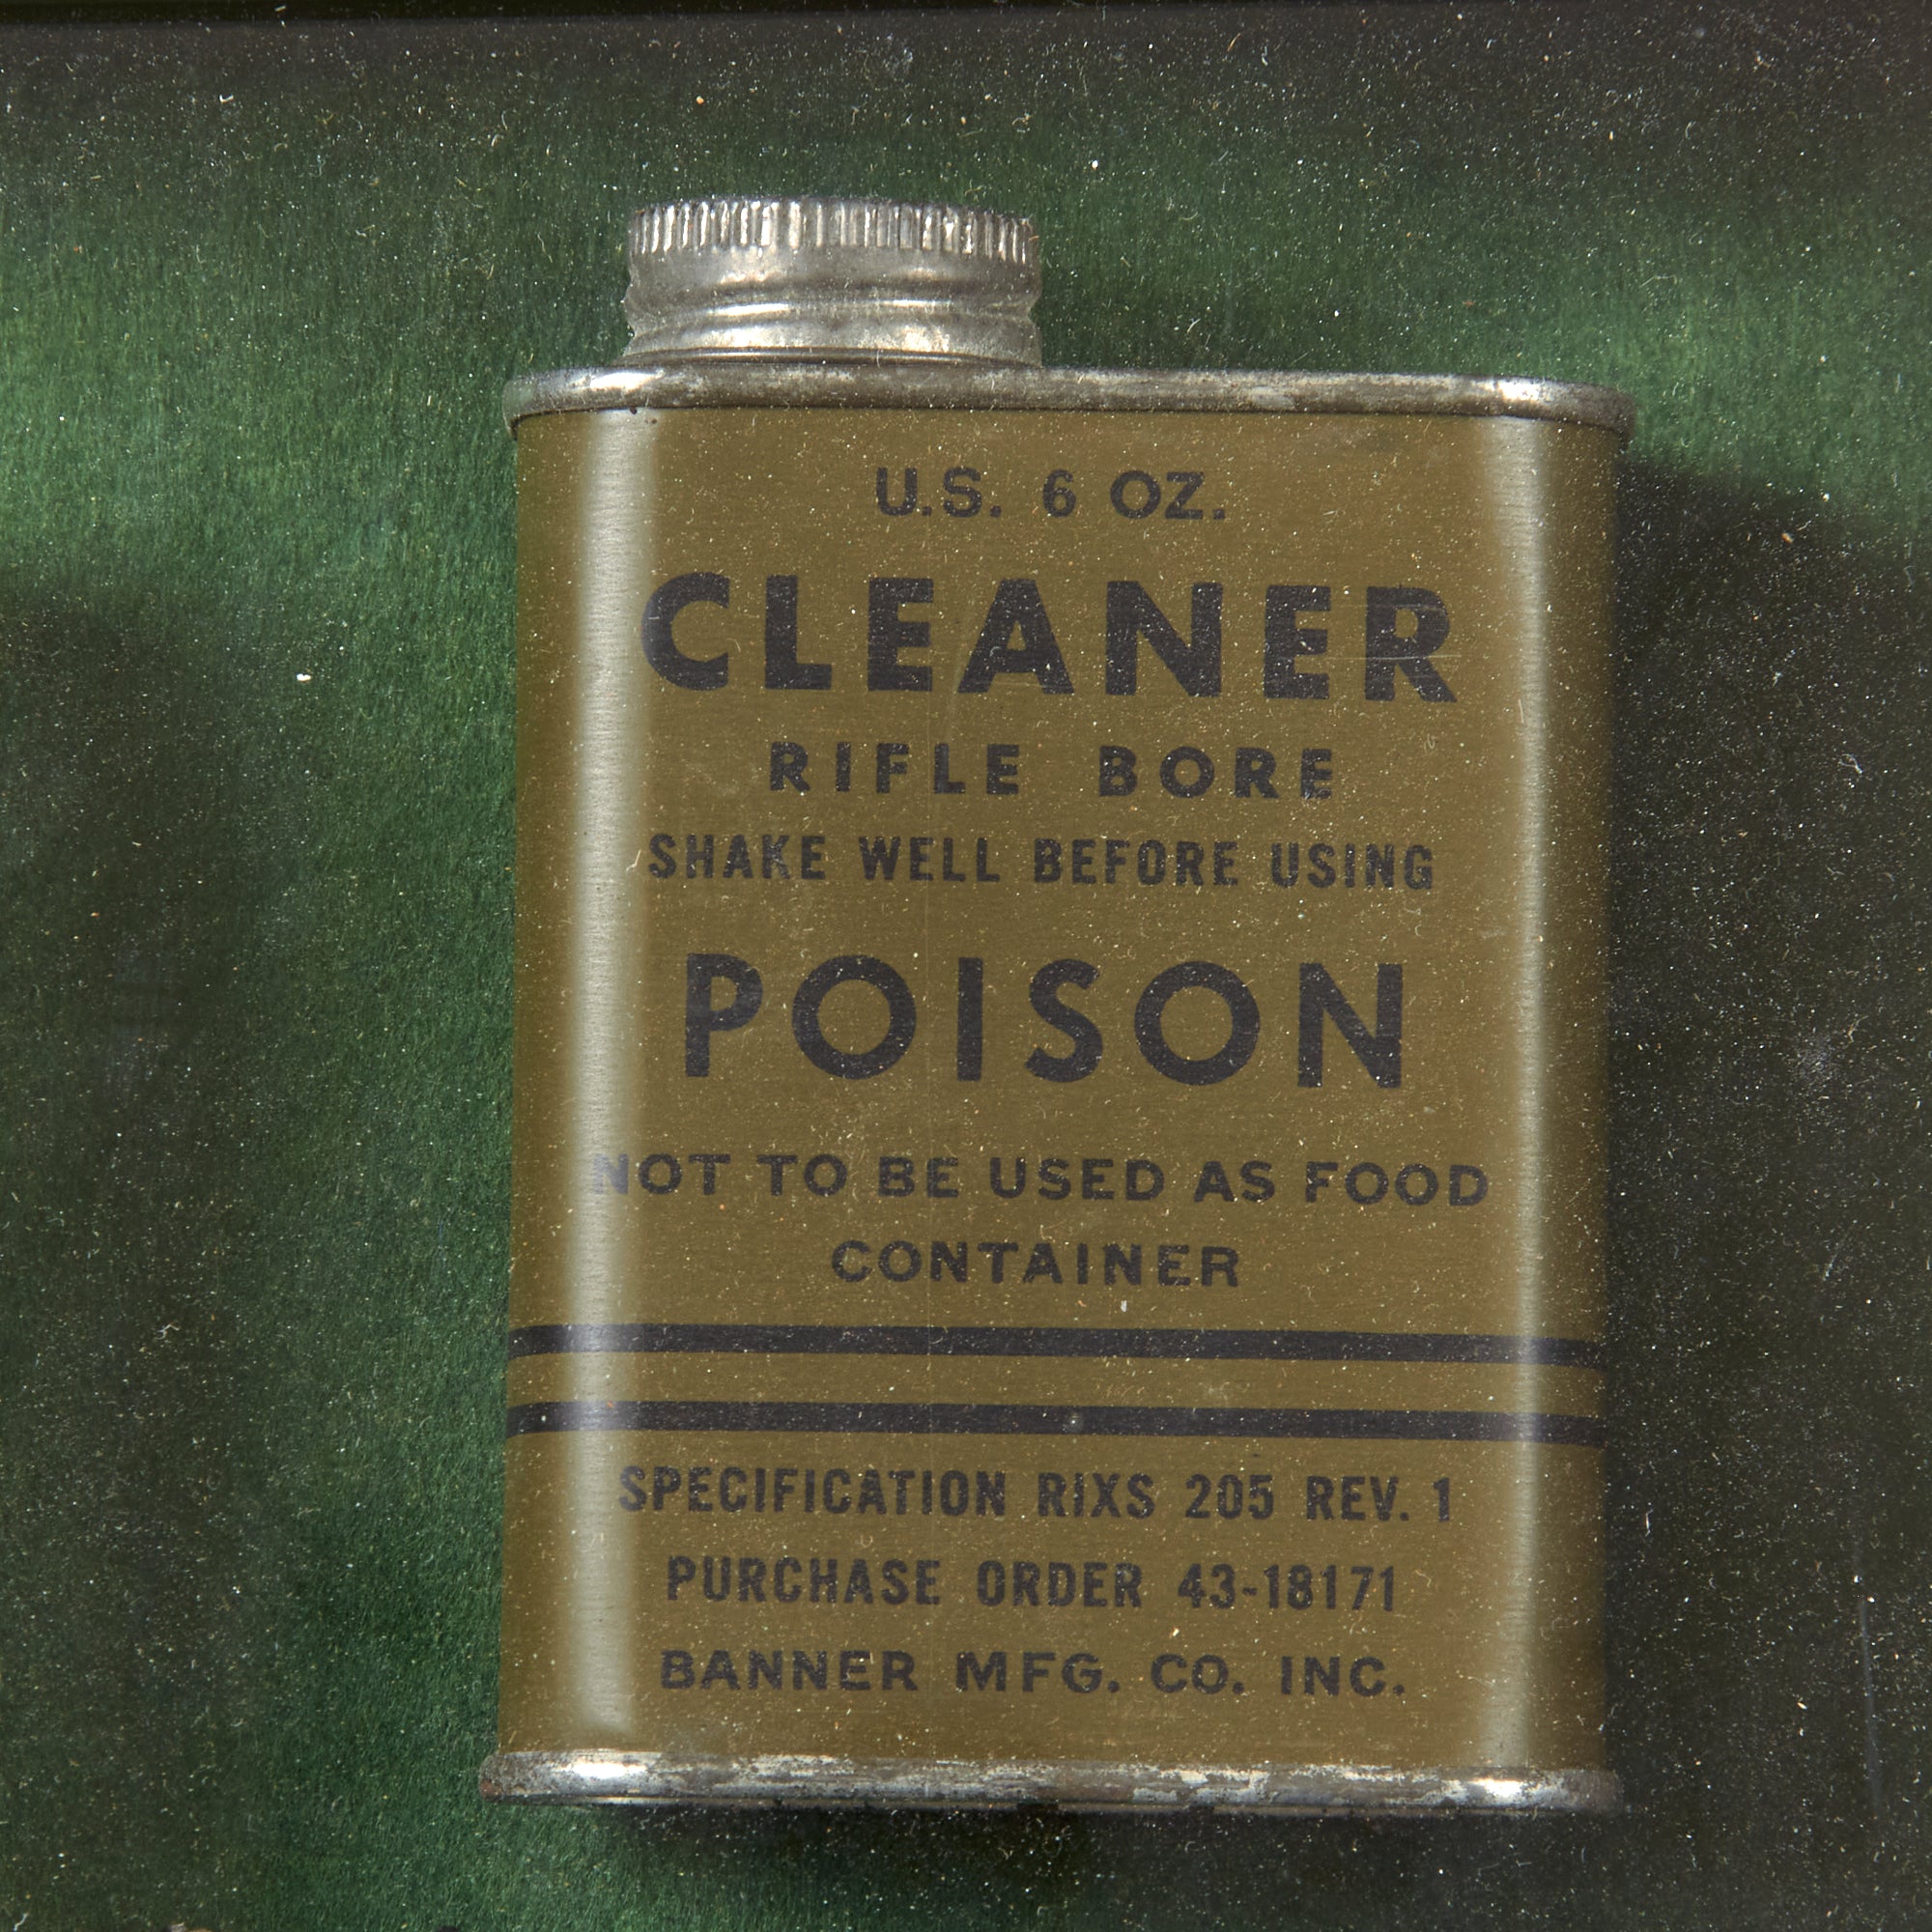 U.S. 6 OZ.
CLEANER
RIFLE BORE
SHAKE WELL BEFORE USING
POISON
NOT TO BE USED AS FOOD
CONTAINER
SPECIFICATION RIXS 205 REV. 1
PURCHASE ORDER 43-18171
BANNER MFG. CO. INC.